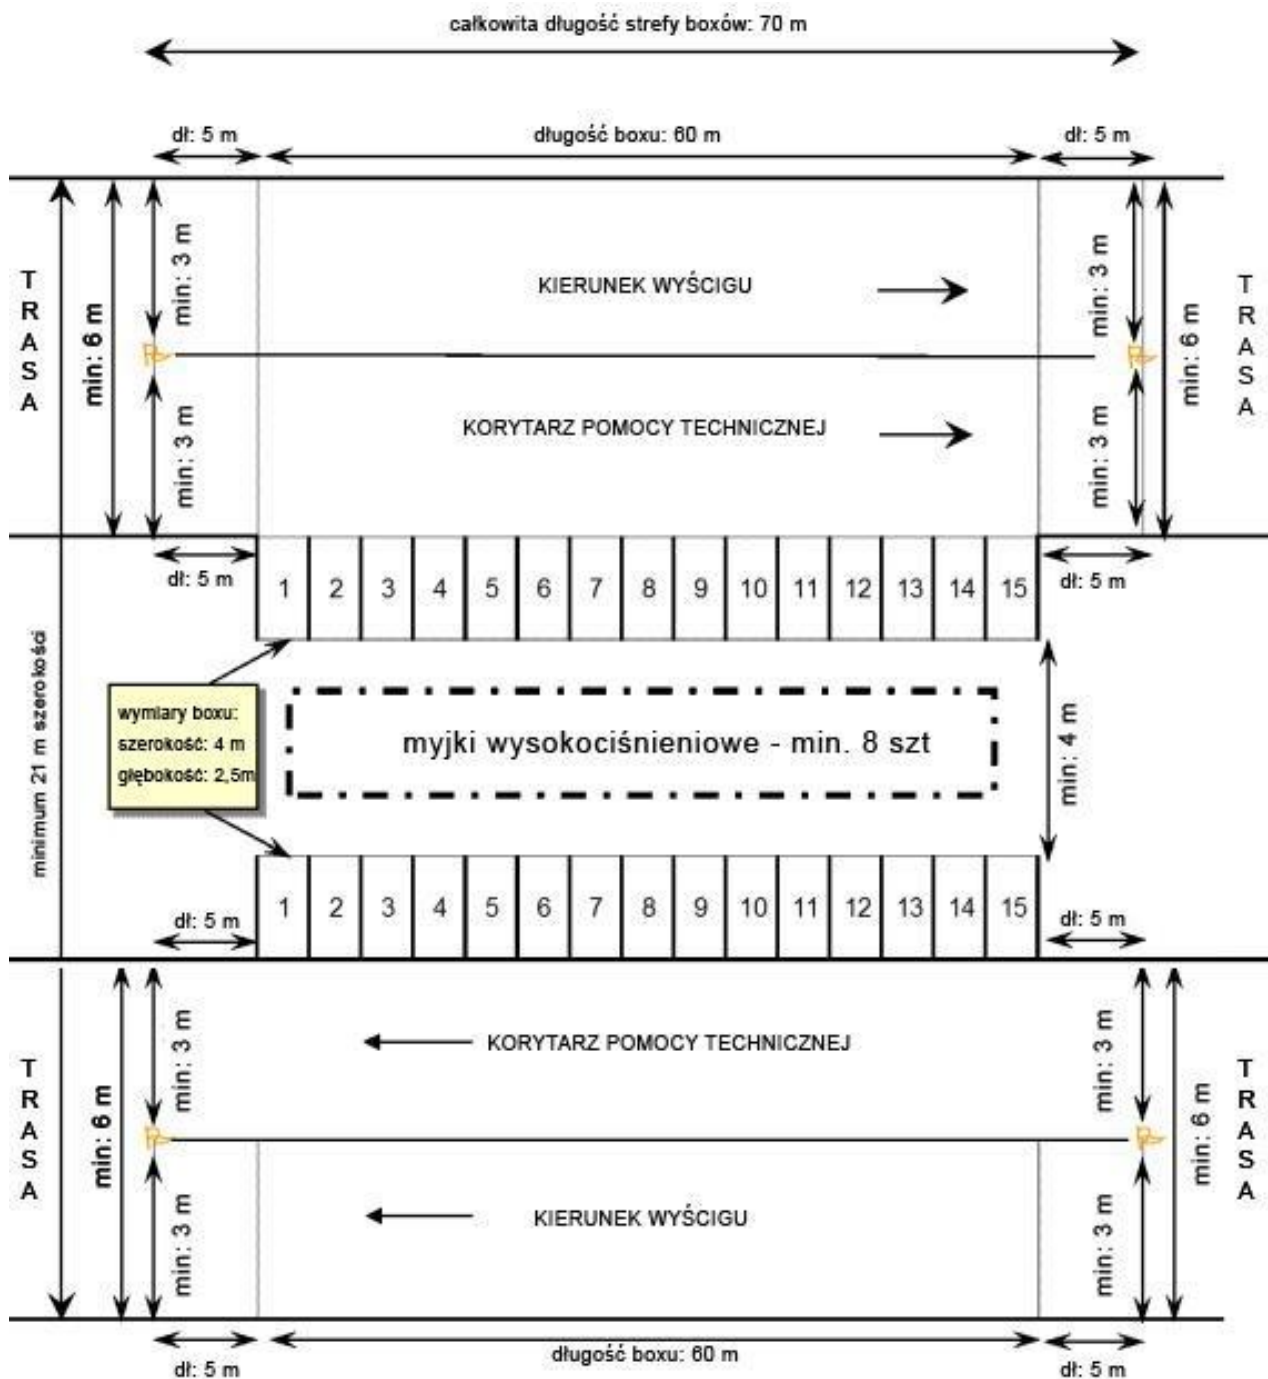 całkowita długość strefy boxów: 70 m
dł: 5 m
długość boxu: 60 m
dł: 5 m
TRASA
min: 6 m
min: 3 m
KIERUNEK WYŚCIGU
min: 3 m
min: 6 m
TRASA
min: 3 m
KORYTARZ POMOCY TECHNICZNEJ
min: 3 m
dł: 5 m
1 2 3 4 5 6 7 8 9 10 11 12 13 14 15
dł: 5 m
minimum 21 m szerokości
wymiary boxu:
szerokość: 4 m
głębokość: 2,5m
myjki wysokociśnieniowe - min. 8 szt
min: 4 m
dł: 5 m
1 2 3 4 5 6 7 8 9 10 11 12 13 14 15
dł: 5 m
TRASA
min: 6 m
min: 3 m
KORYTARZ POMOCY TECHNICZNEJ
min: 3 m
min: 6 m
TRASA
min: 3 m
KIERUNEK WYŚCIGU
min: 3 m
dł: 5 m
długość boxu: 60 m
dł: 5 m